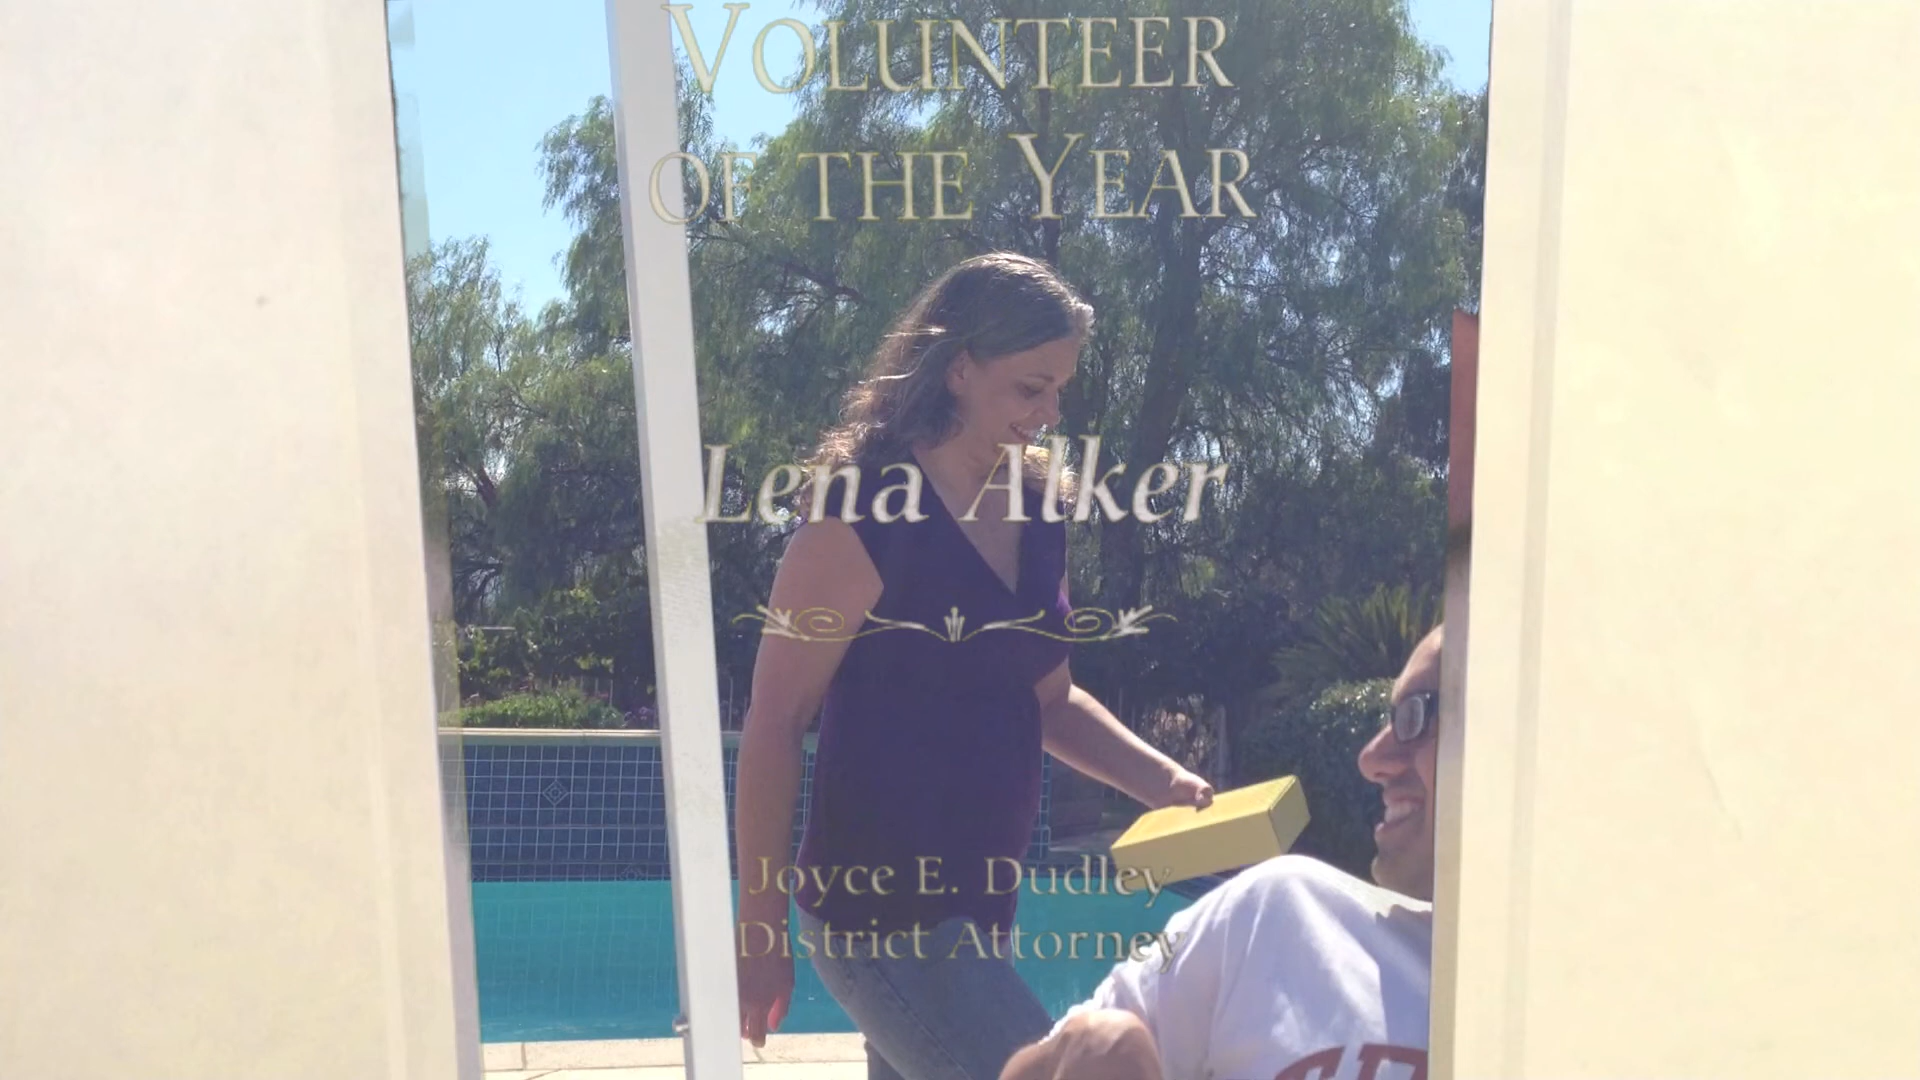 VOLUNTEER
OF THE YEAR
Lena Alker
Joyce E. Dudley
District Attorney